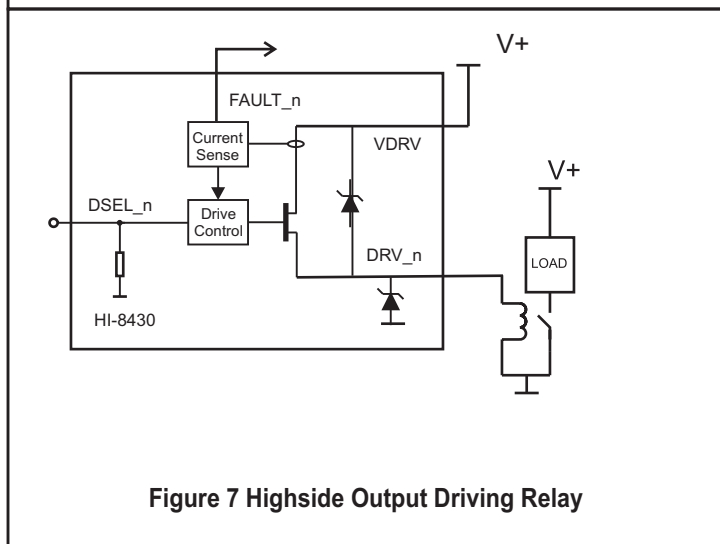 V+
FAULT_n
Current
Sense
VDRV
V+
DSEL_n
Drive
Control
DRV_n
LOAD
HI-8430
Figure 7 Highside Output Driving Relay